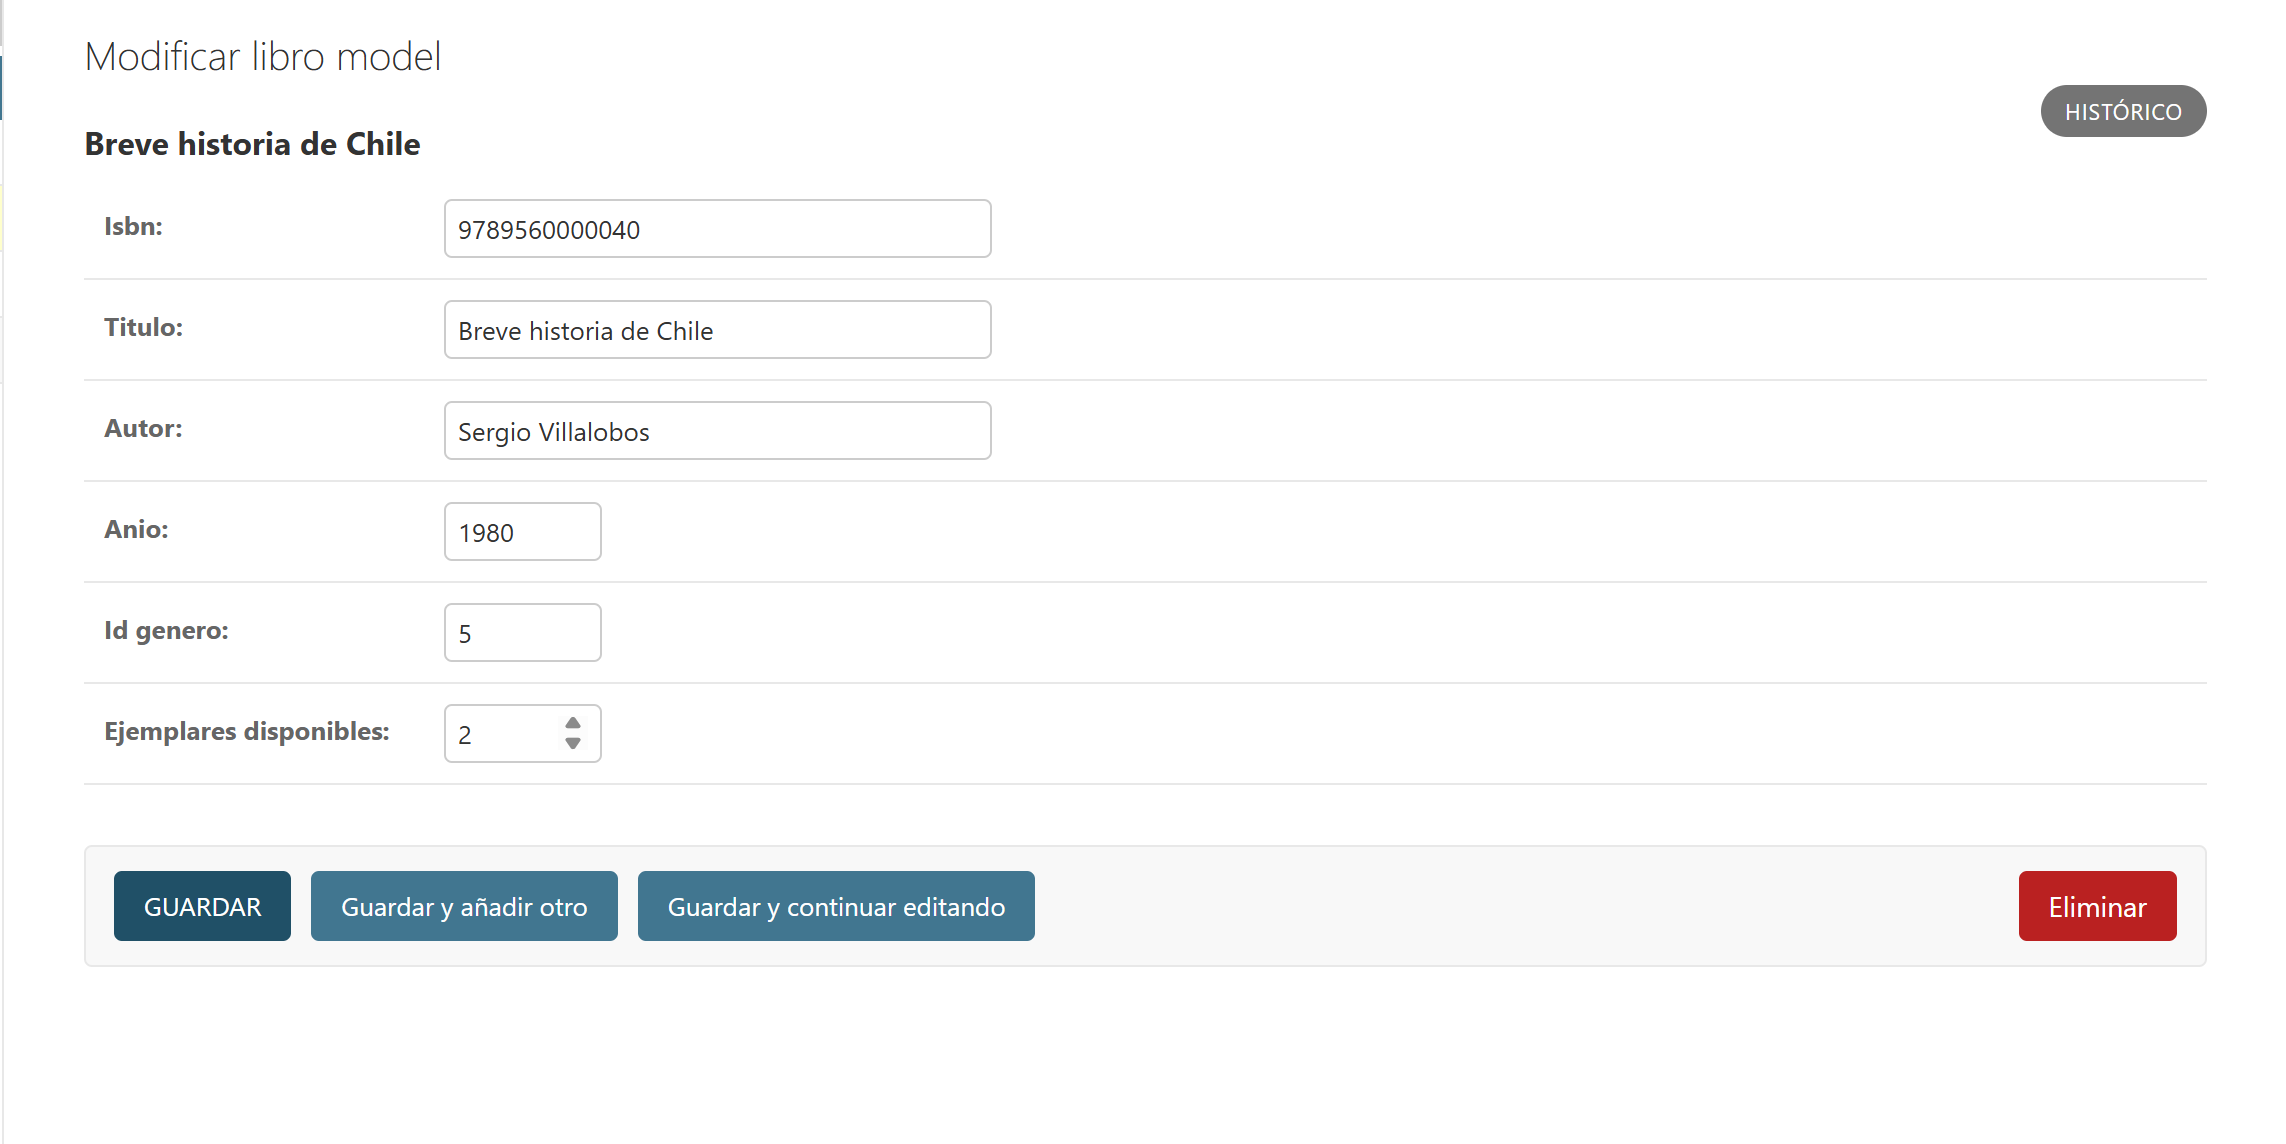 Modificar libro model
HISTÓRICO
Breve historia de Chile
Isbn: 9789560000040
Titulo: Breve historia de Chile
Autor: Sergio Villalobos
Anio: 1980
Id genero: 5
Ejemplares disponibles: 2
GUARDAR Guardar y añadir otro Guardar y continuar editando Eliminar